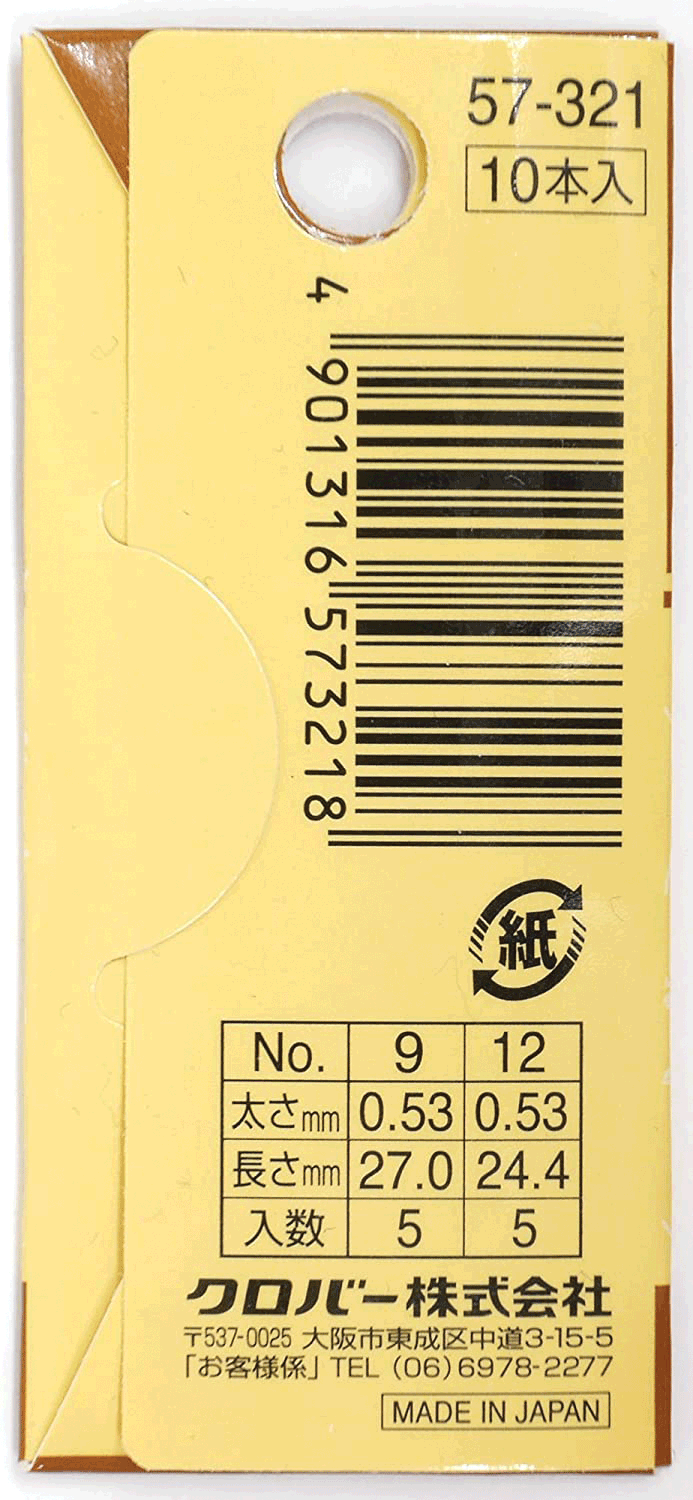 57-321
10本入
4 901316 573218
紙
No. 9 12
太さmm 0.53 0.53
長さmm 27.0 24.4
入数 5 5
クロバー株式会社
〒537-0025 大阪市東成区中道3-15-5
「お客様係」TEL (06)6978-2277
MADE IN JAPAN